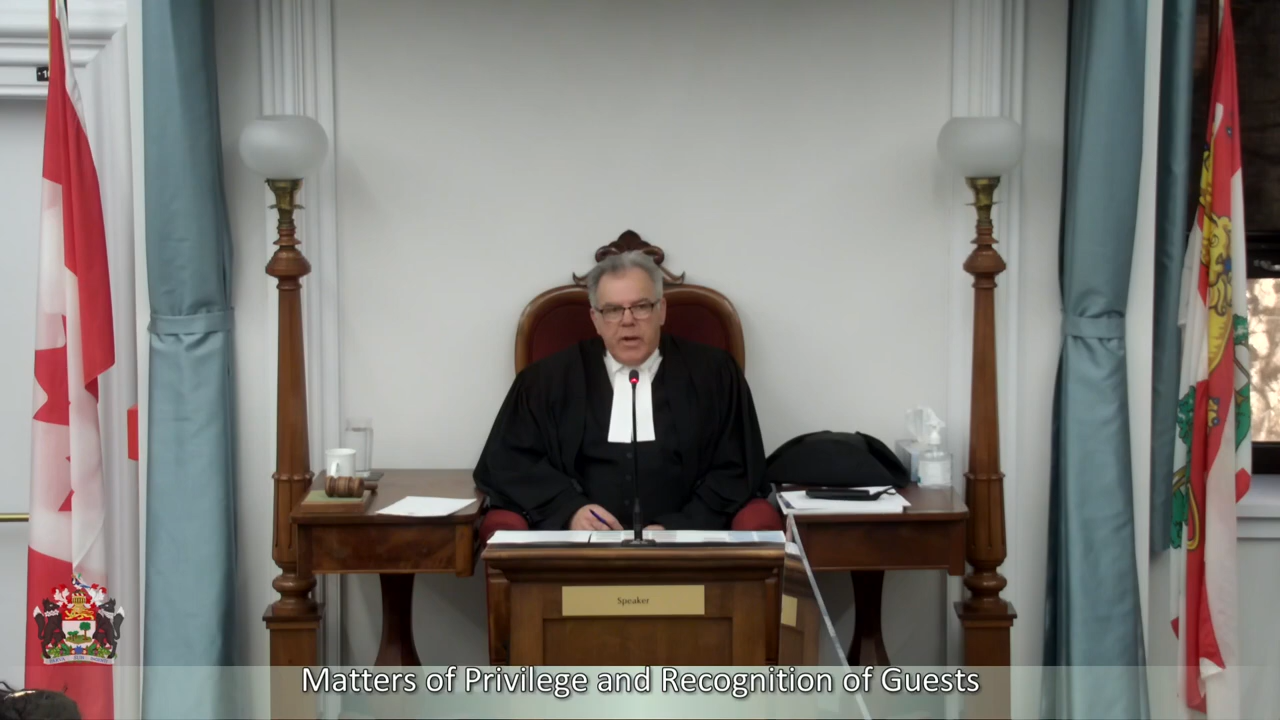 Speaker
Matters of Privilege and Recognition of Guests